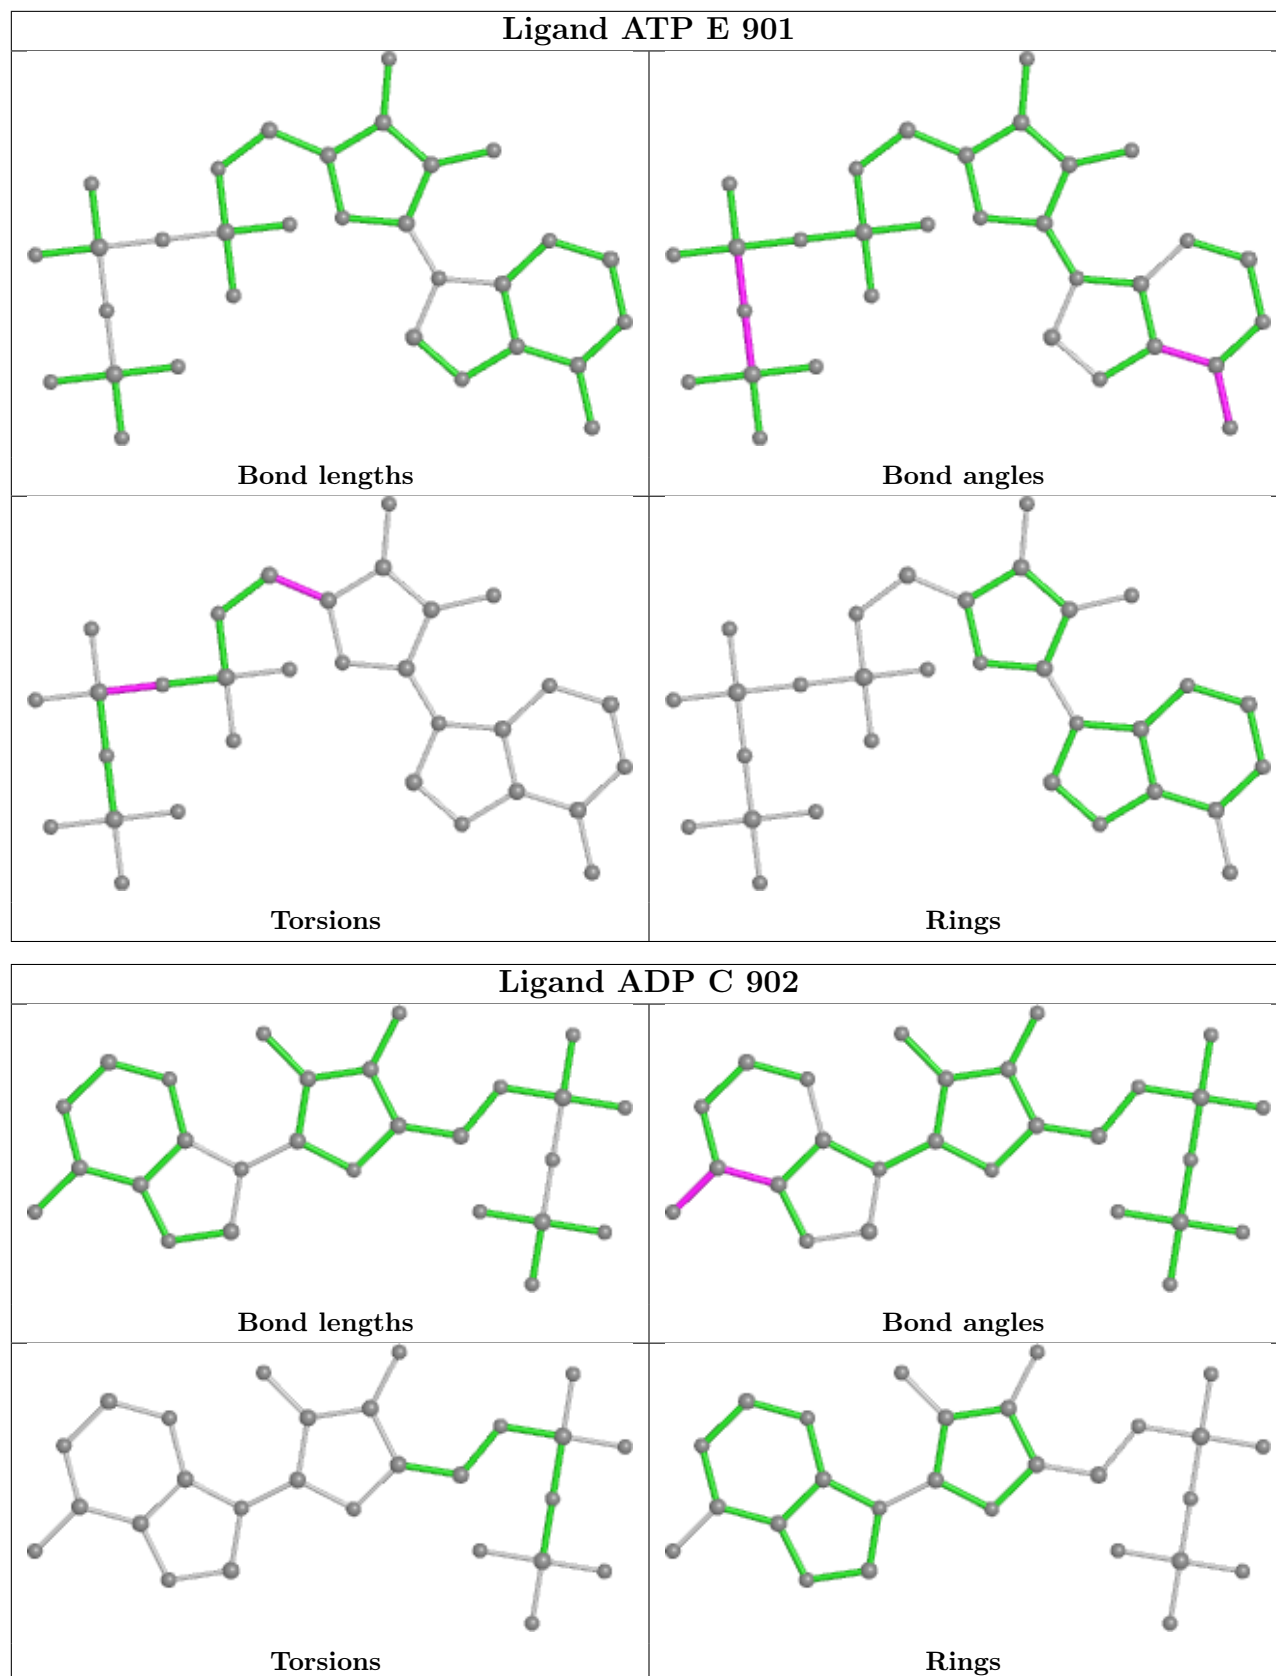 Ligand ATP E 901
Bond lengths
Bond angles
Torsions
Rings
Ligand ADP C 902
Bond lengths
Bond angles
Torsions
Rings